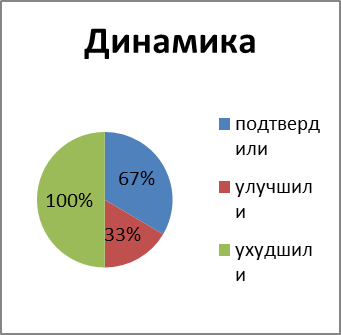 Динамика
67%
33%
100%
подтверд
или
улучшил
и
ухудшил
и